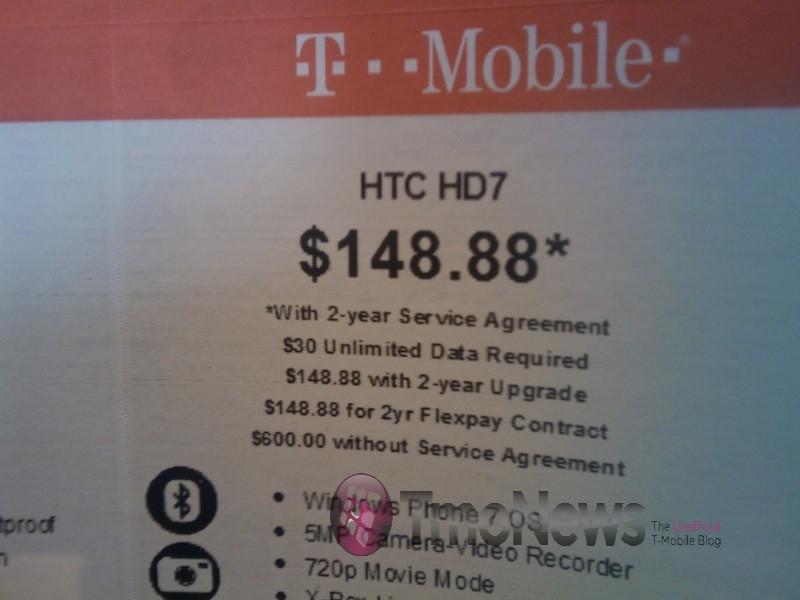 T · · Mobile ·®
HTC HD7
$148.88*
*With 2-year Service Agreement
$30 Unlimited Data Required
$148.88 with 2-year Upgrade
$148.88 for 2yr Flexpay Contract
$600.00 without Service Agreement
• Windows Phone 7 OS
TmoNews The Unofficial
T-Mobile Blog
tproof
• 5MP Camera-Video Recorder
n
• 720p Movie Mode